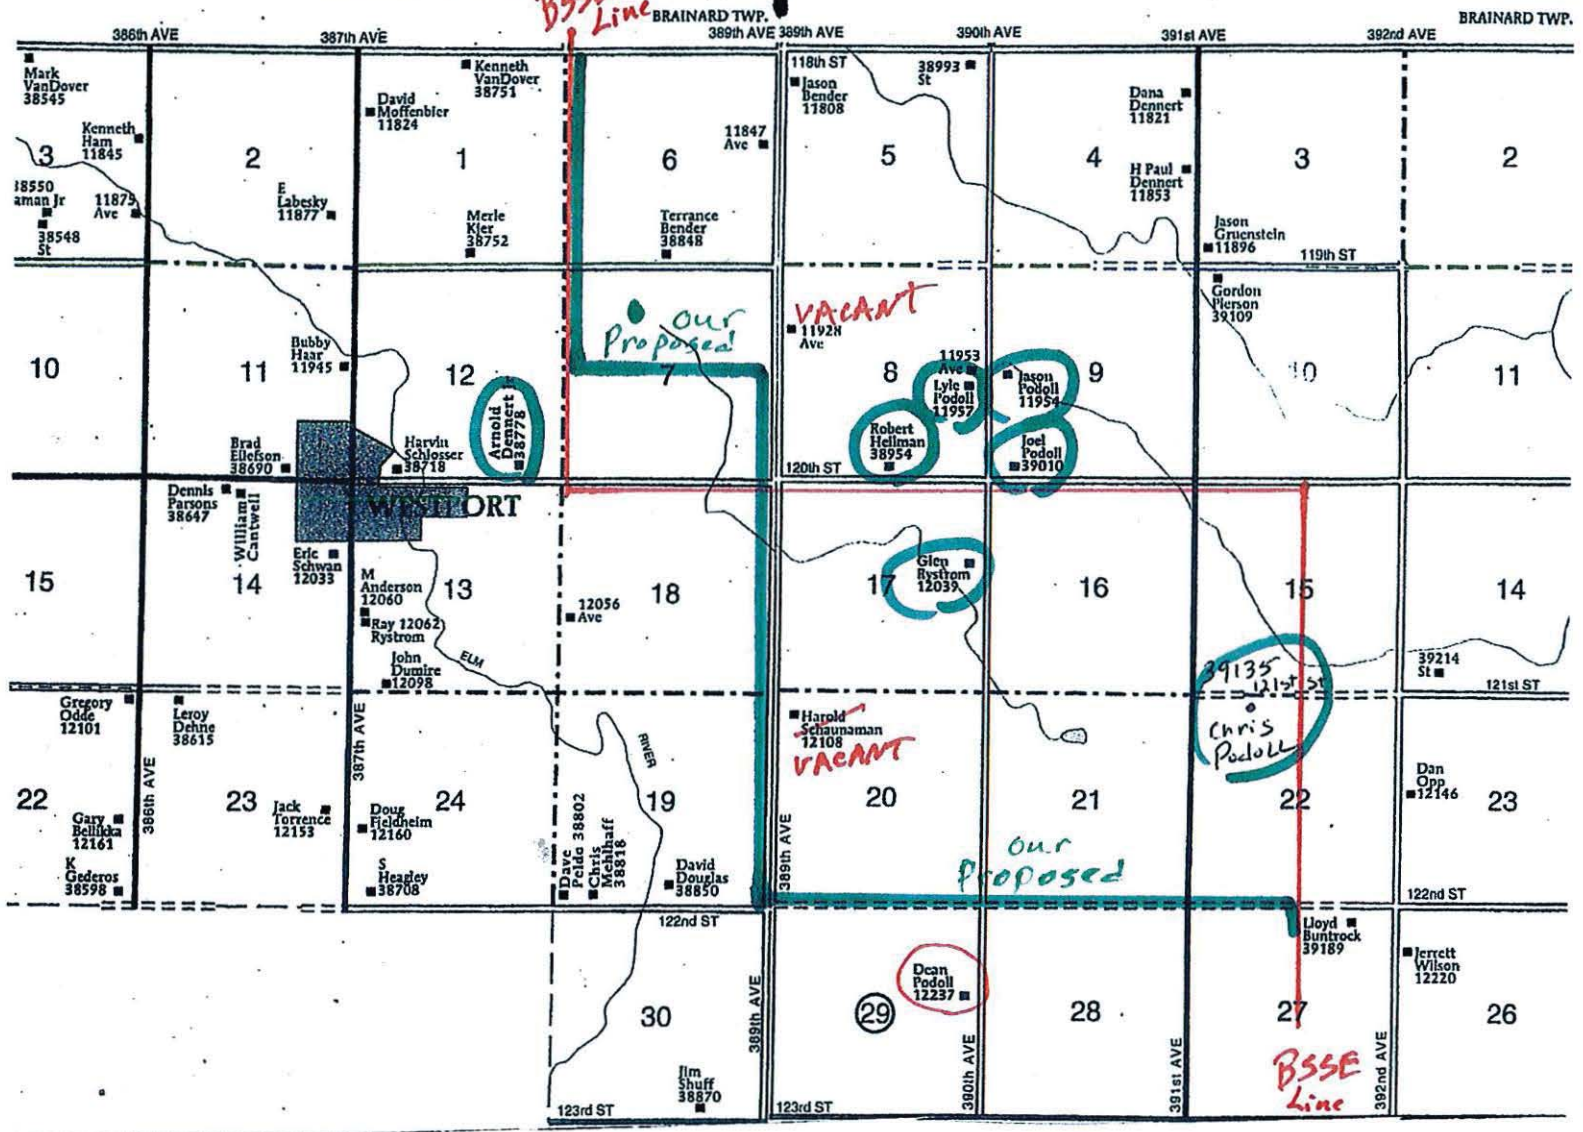 BSSE
Line
BRAINARD TWP.
BRAINARD TWP.
386th AVE
387th AVE
389th AVE
389th AVE
390th AVE
391st AVE
392nd AVE
Mark
VanDover
38545
Kenneth
VanDover
38751
118th ST
Jason
Bender
11808
38993
St
Dana
Dennert
11821
David
Moffenbier
11824
Kenneth
Ham
11845
11847
Ave
3
2
1
6
5
4
3
2
H Paul
Dennert
11853
38550
aman Jr
38548
St
11875
Ave
E
Labesky
11877
Merle
Kjer
38752
Terrance
Bender
38848
Jason
Gruenstein
11896
119th ST
Gordon
Pierson
39109
our
Proposed
VACANT
11928
Ave
Bubby
Haar
11945
10
11
12
7
8
9
10
11
11953
Ave
Lyle
Podoll
11957
Jason
Podoll
11954
Arnold
Dennert Jr
38778
Robert
Hellman
38954
Joel
Podoll
39010
Brad
Ellefson
38690
Harvin
Schlosser
38718
120th ST
Dennis
Parsons
38647
William
Cantwell
WESTPORT
Eric
Schwan
12033
15
14
13
18
17
16
15
14
M
Anderson
12060
Ray 12062
Rystrom
12056
Ave
Glen
Rystrom
12039
John
Dumire
12098
ELM
39135
121st St
Chris
Podoll
39214
St
121st ST
Gregory
Odde
12101
Leroy
Dehne
38615
387th AVE
RIVER
Harold
Schaunaman
12108
VACANT
Dan
Opp
12146
386th AVE
22
23
24
19
20
21
22
23
Gary
Bellikka
12161
Jack
Torrence
12153
Doug
Fjeldheim
12160
Dave
Peldo 38802
Chris
Mehlhaff
38818
David
Douglas
38850
389th AVE
our
Proposed
K
Gederos
38598
S
Heagley
38708
122nd ST
122nd ST
Lloyd
Buntrock
39189
Jerrett
Wilson
12220
Dean
Podoll
12237
30
29
28
27
26
389th AVE
390th AVE
391st AVE
392nd AVE
BSSE
Line
Jim
Shuff
38870
123rd ST
123rd ST